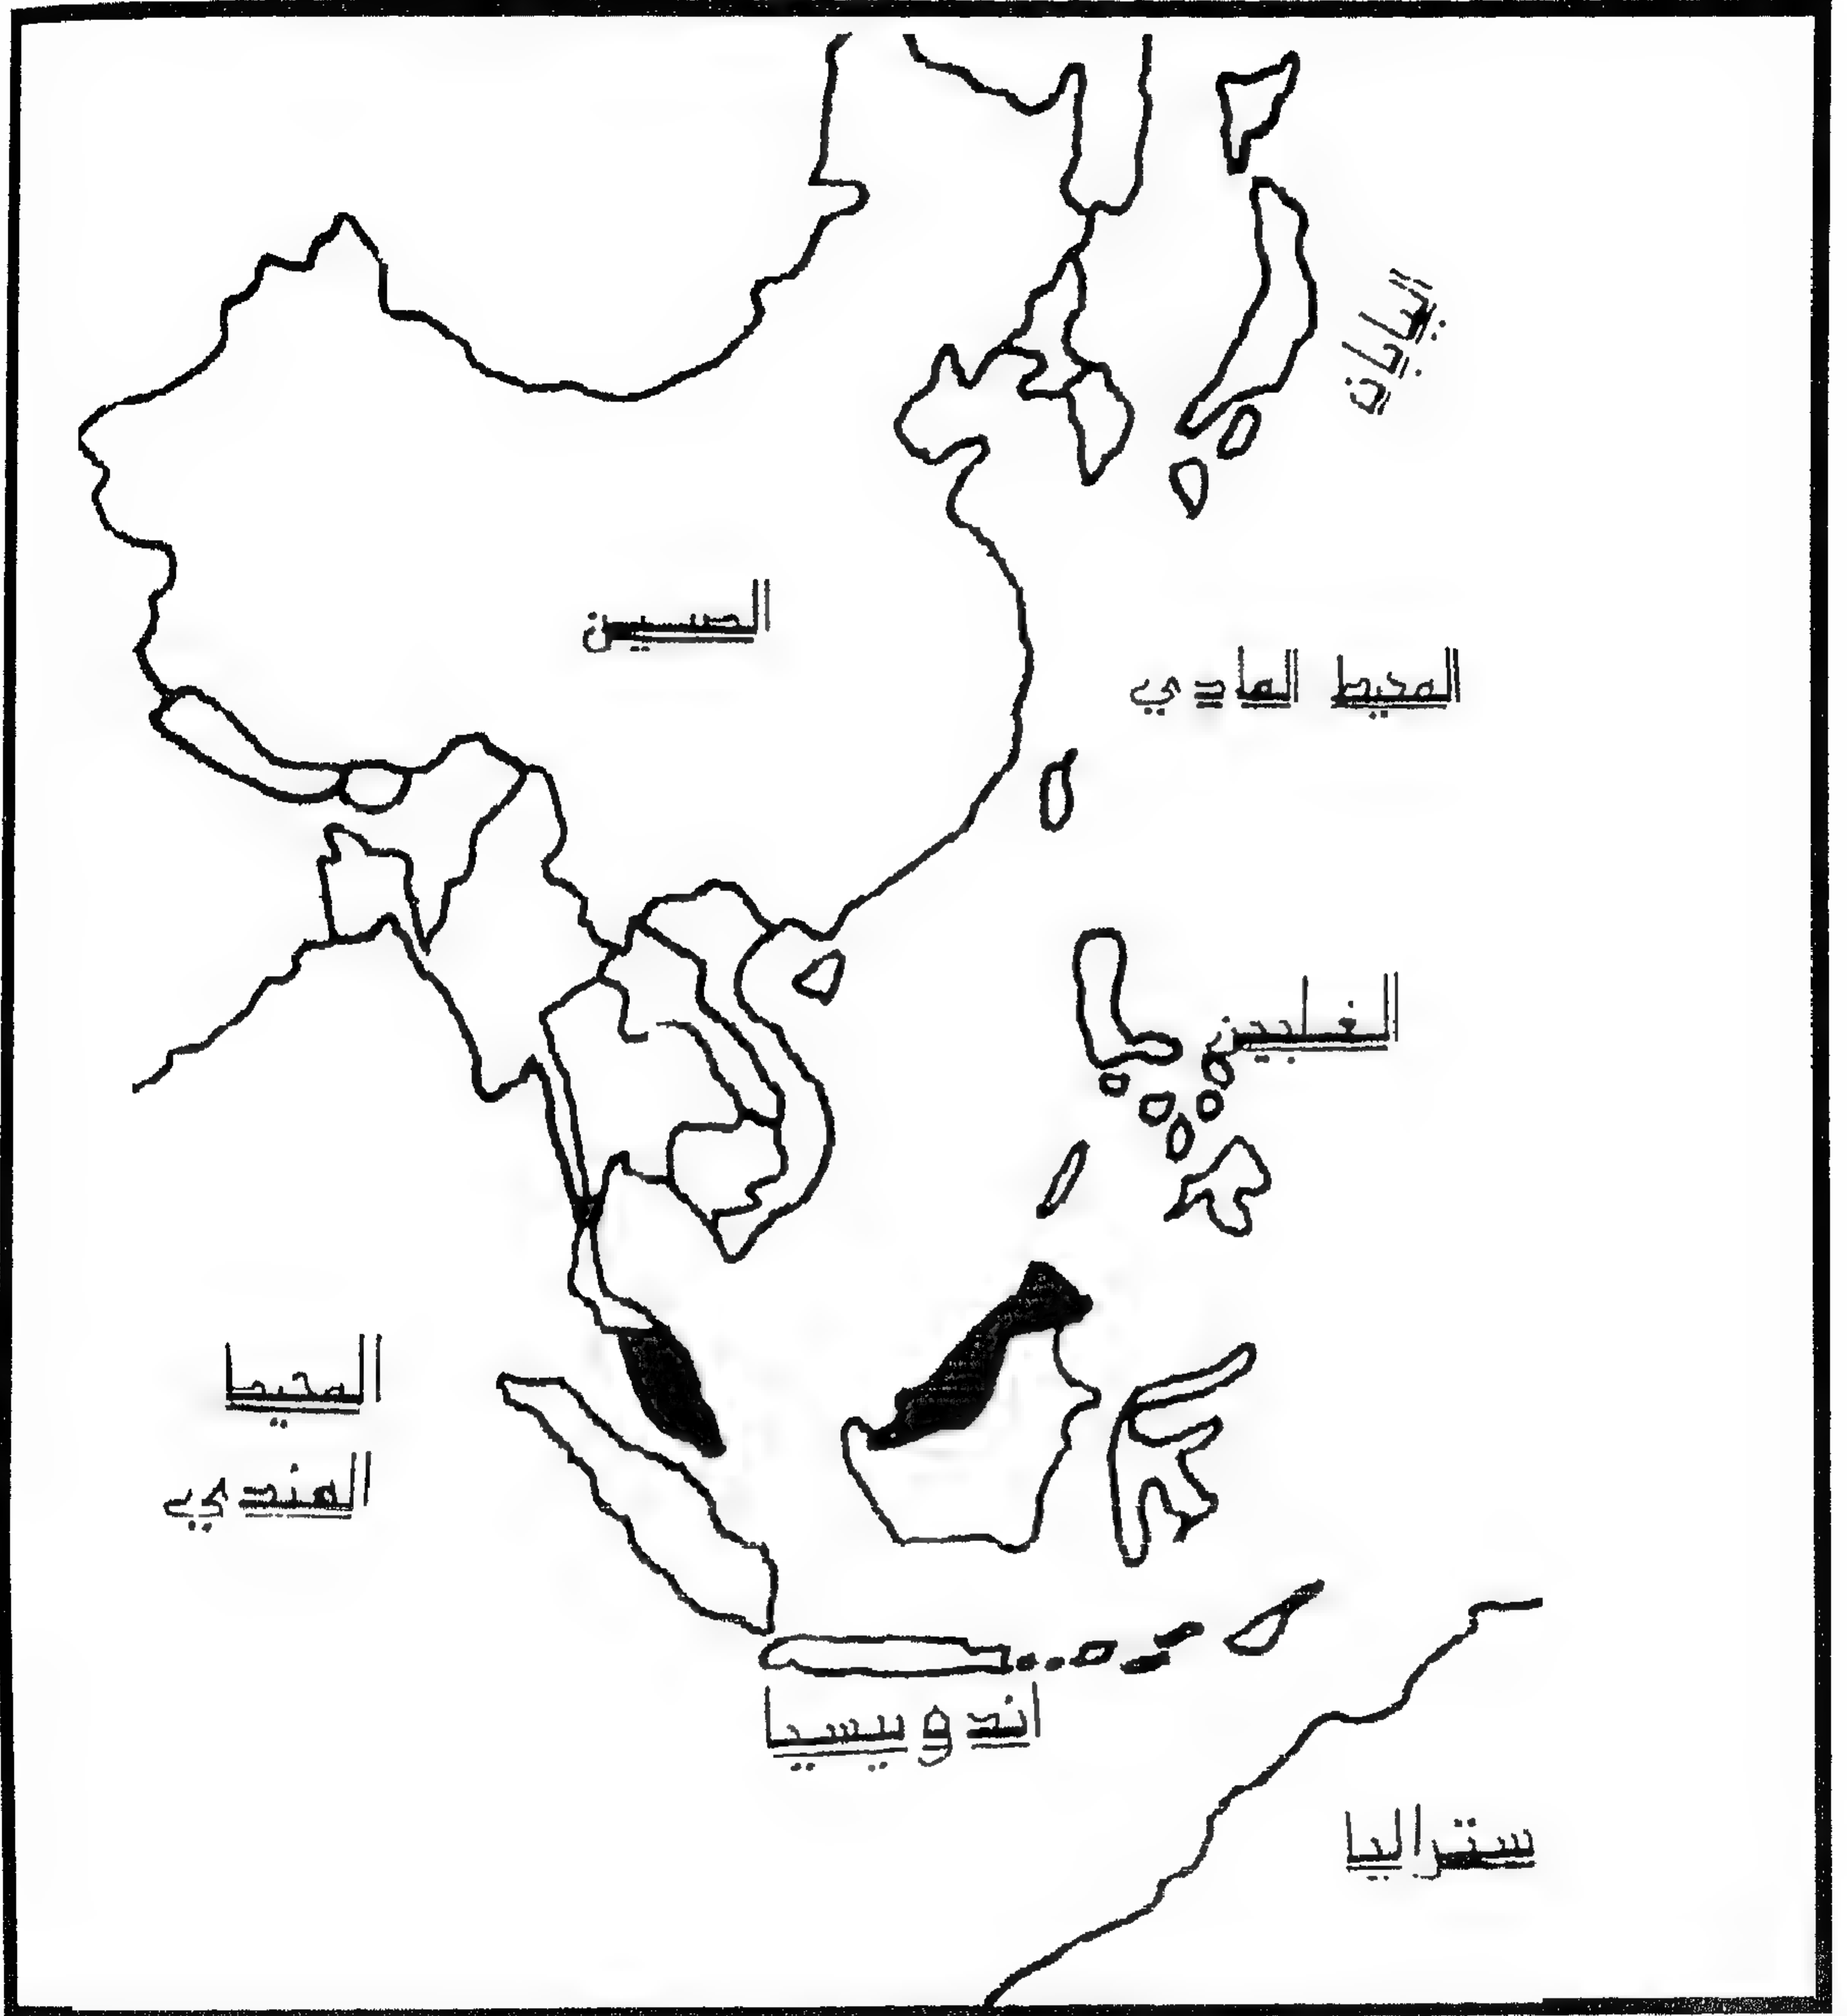 اليابان
الصين
المحيط الهادي
الفلبين
المحيط
الهندي
اندونيسيا
ستراليا